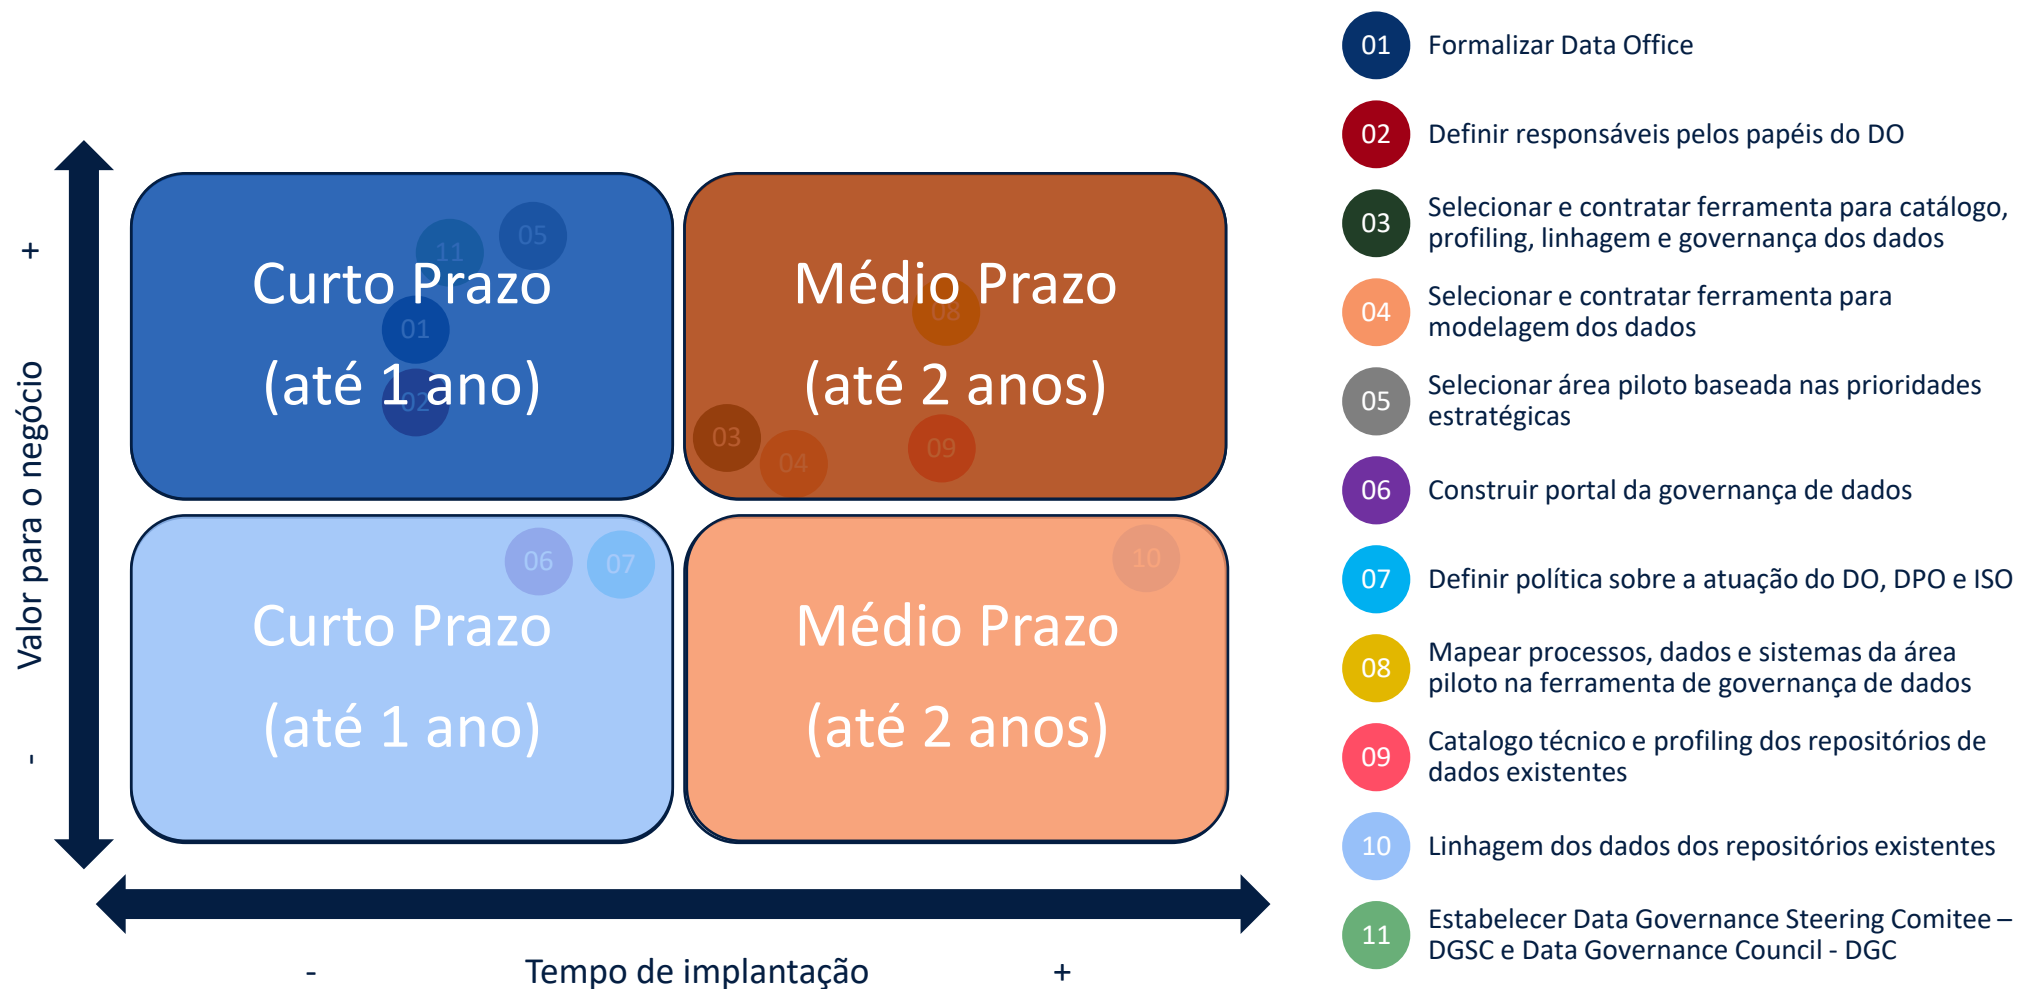 +
Valor para o negócio
-
11
05
Curto Prazo
01
(até 1 ano)
02
Médio Prazo
08
(até 2 anos)
03
04
09
06
07
Curto Prazo
(até 1 ano)
10
Médio Prazo
(até 2 anos)
-
Tempo de implantação
+
01
Formalizar Data Office
02
Definir responsáveis pelos papéis do DO
03
Selecionar e contratar ferramenta para catálogo,
profiling, linhagem e governança dos dados
04
Selecionar e contratar ferramenta para
modelagem dos dados
05
Selecionar área piloto baseada nas prioridades
estratégicas
06
Construir portal da governança de dados
07
Definir política sobre a atuação do DO, DPO e ISO
08
Mapear processos, dados e sistemas da área
piloto na ferramenta de governança de dados
09
Catalogo técnico e profiling dos repositórios de
dados existentes
10
Linhagem dos dados dos repositórios existentes
11
Estabelecer Data Governance Steering Comitee –
DGSC e Data Governance Council - DGC